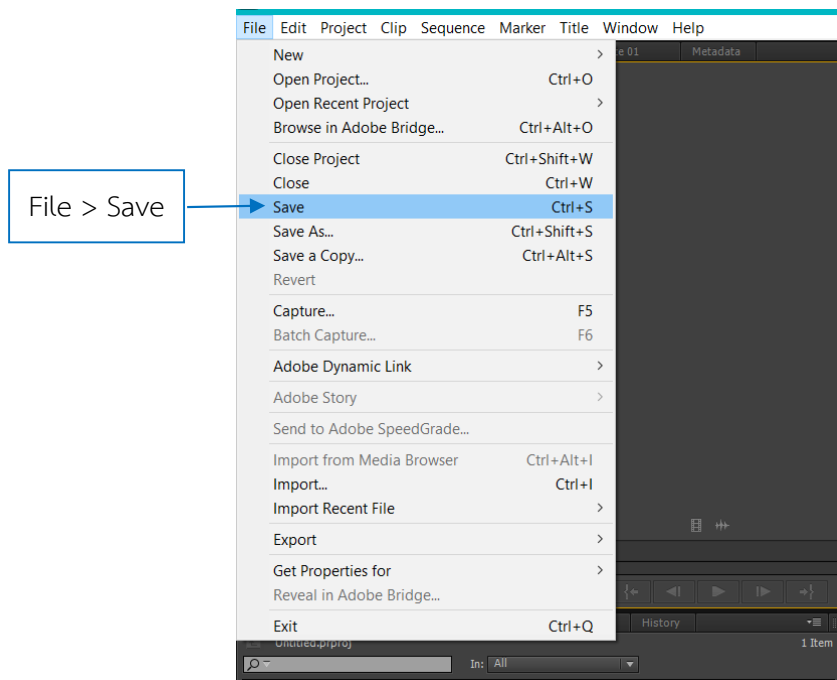 File Edit Project Clip Sequence Marker Title Window Help
New
e 01 Metadata
Open Project... Ctrl+O
Open Recent Project
Browse in Adobe Bridge... Ctrl+Alt+O
Close Project Ctrl+Shift+W
Close Ctrl+W
File > Save
Save Ctrl+S
Save As... Ctrl+Shift+S
Save a Copy... Ctrl+Alt+S
Revert
Capture... F5
Batch Capture... F6
Adobe Dynamic Link
Adobe Story
Send to Adobe SpeedGrade...
Import from Media Browser Ctrl+Alt+I
Import... Ctrl+I
Import Recent File
Export
Get Properties for
Reveal in Adobe Bridge...
Exit Ctrl+Q
History
Untitled.prproj 1 Item
In: All